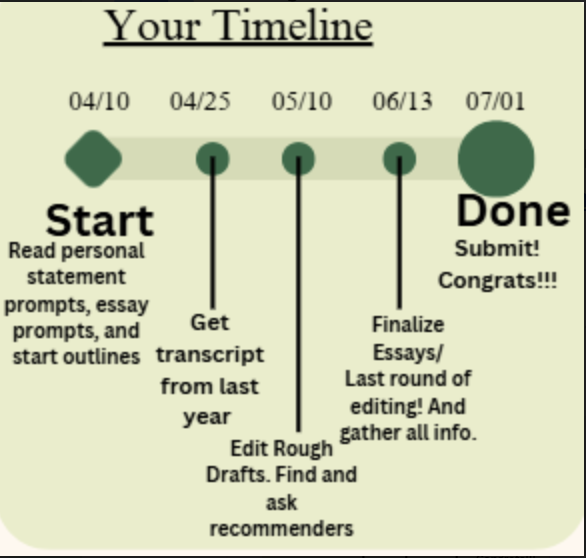 Your Timeline
04/10 04/25 05/10 06/13 07/01
Start
Read personal
statement
prompts, essay
prompts, and
start outlines
Get
transcript
from last
year
Edit Rough
Drafts. Find and
ask
recommenders
Finalize
Essays/
Last round of
editing! And
gather all info.
Done
Submit!
Congrats!!!